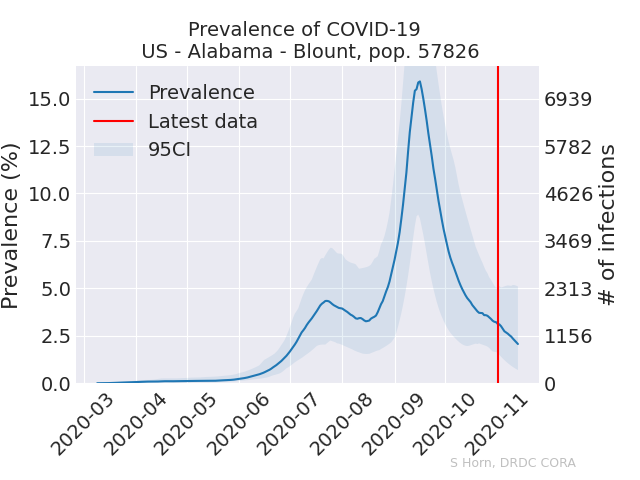 Prevalence of COVID-19
US - Alabama - Blount, pop. 57826
Prevalence
Latest data
95CI
Prevalence (%)
15.0
12.5
10.0
7.5
5.0
2.5
0.0
6939
5782
4626
3469
2313
1156
0
# of infections
2020-03
2020-04
2020-05
2020-06
2020-07
2020-08
2020-09
2020-10
2020-11
S Horn, DRDC CORA